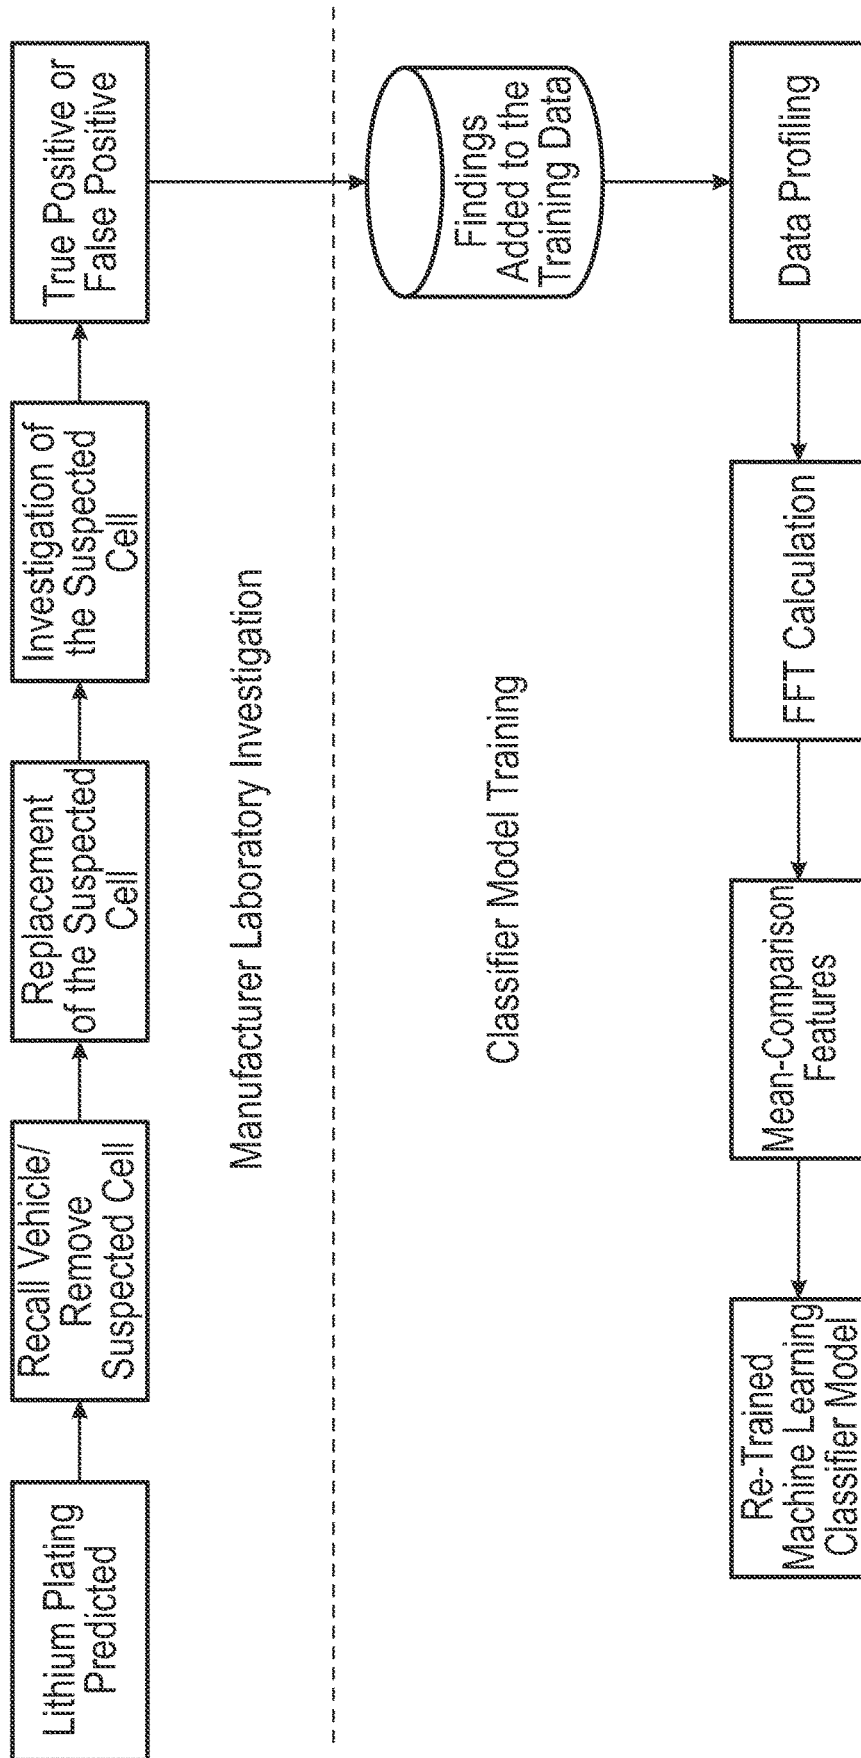 Lithium Plating
Predicted
Recall Vehicle/
Remove
Suspected Cell
Replacement
of the Suspected
Cell
Investigation of
the Suspected
Cell
True Positive or
False Positive
Manufacturer Laboratory Investigation
Classifier Model Training
Findings
Added to the
Training Data
Data Profiling
FFT Calculation
Mean-Comparison
Features
Re-Trained
Machine Learning
Classifier Model